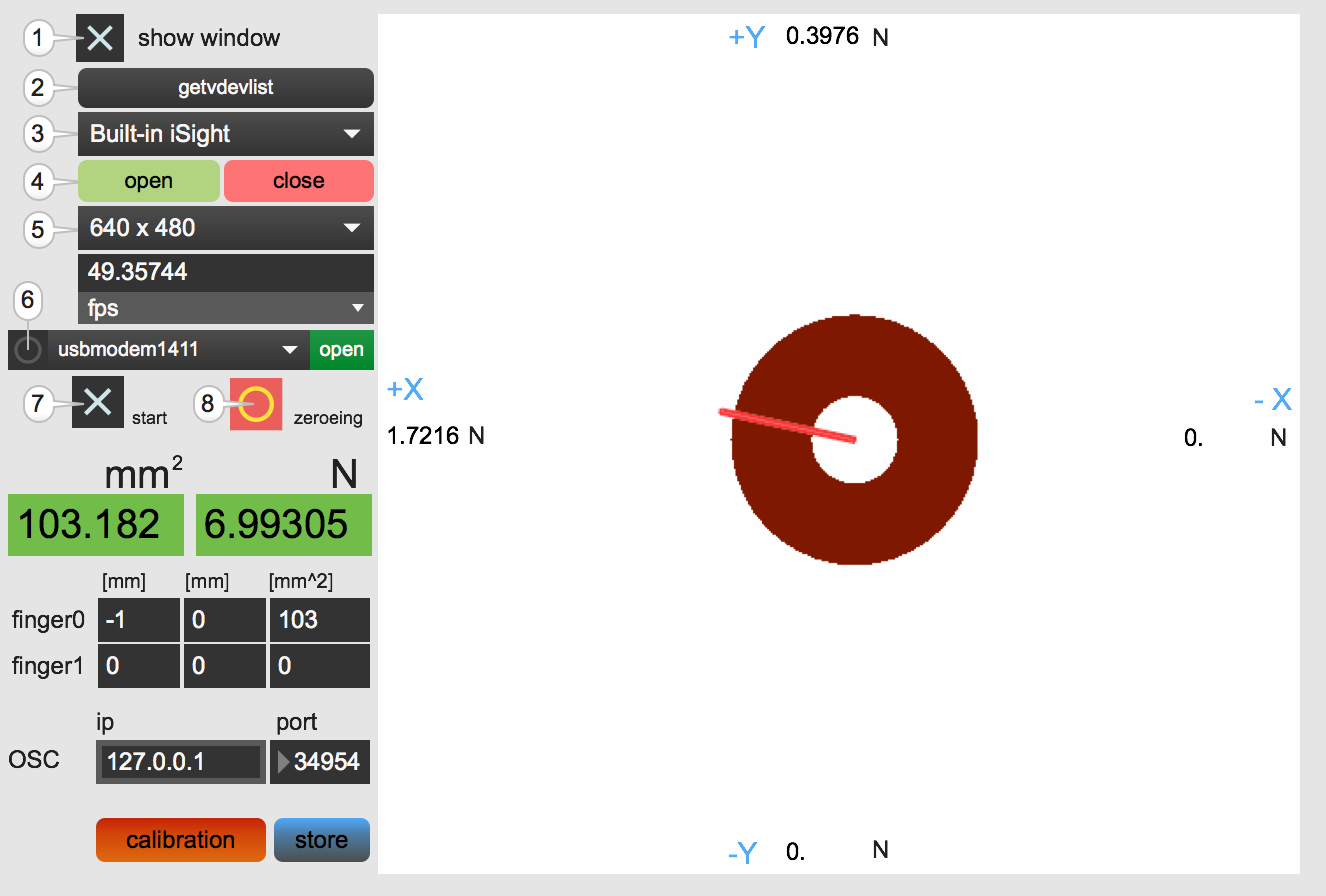 1 show window
2 getvdevlist
3 Built-in iSight
4 open close
5 640 x 480
49.35744
fps
6
usbmodem1411 open
7 start 8 zeroeing
mm² N
103.182 6.99305
[mm] [mm] [mm^2]
finger0 -1 0 103
finger1 0 0 0
ip port
OSC 127.0.0.1 34954
calibration store
+Y 0.3976 N
+X
1.7216 N
- X
0. N
-Y 0. N